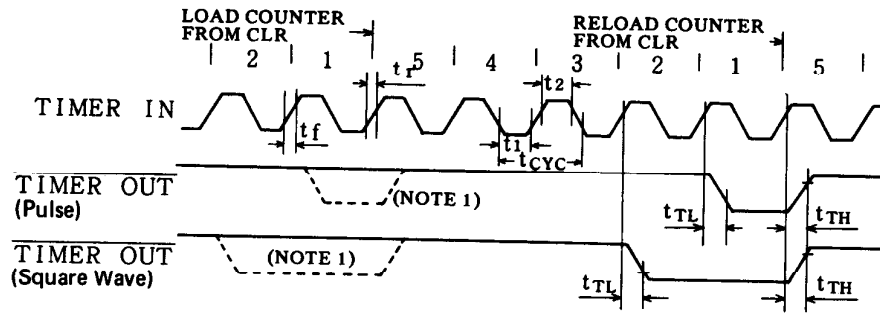 LOAD COUNTER
FROM CLR
RELOAD COUNTER
FROM CLR
2 1 5 4 3 2 1 5
tr
t2
TIMER IN
tf
t1
tCYC
TIMER OUT
(Pulse)
(NOTE 1)
tTL
tTH
TIMER OUT
(Square Wave)
(NOTE 1)
tTL
tTH